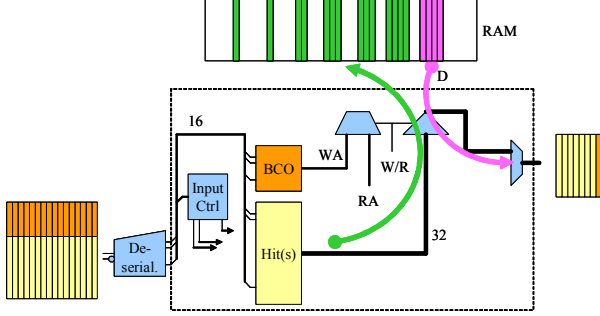 RAM
D
16
WA
BCO
W/R
Input
Ctrl
RA
De-
serial.
Hit(s)
32